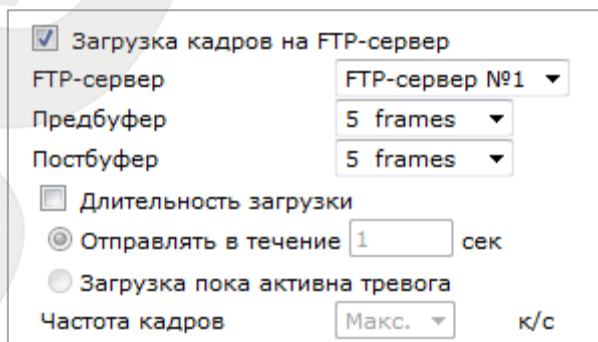 Загрузка кадров на FTP-сервер
FTP-сервер FTP-сервер №1
Предбуфер 5 frames
Постбуфер 5 frames
Длительность загрузки
Отправлять в течение 1 сек
Загрузка пока активна тревога
Частота кадров Макс. к/с